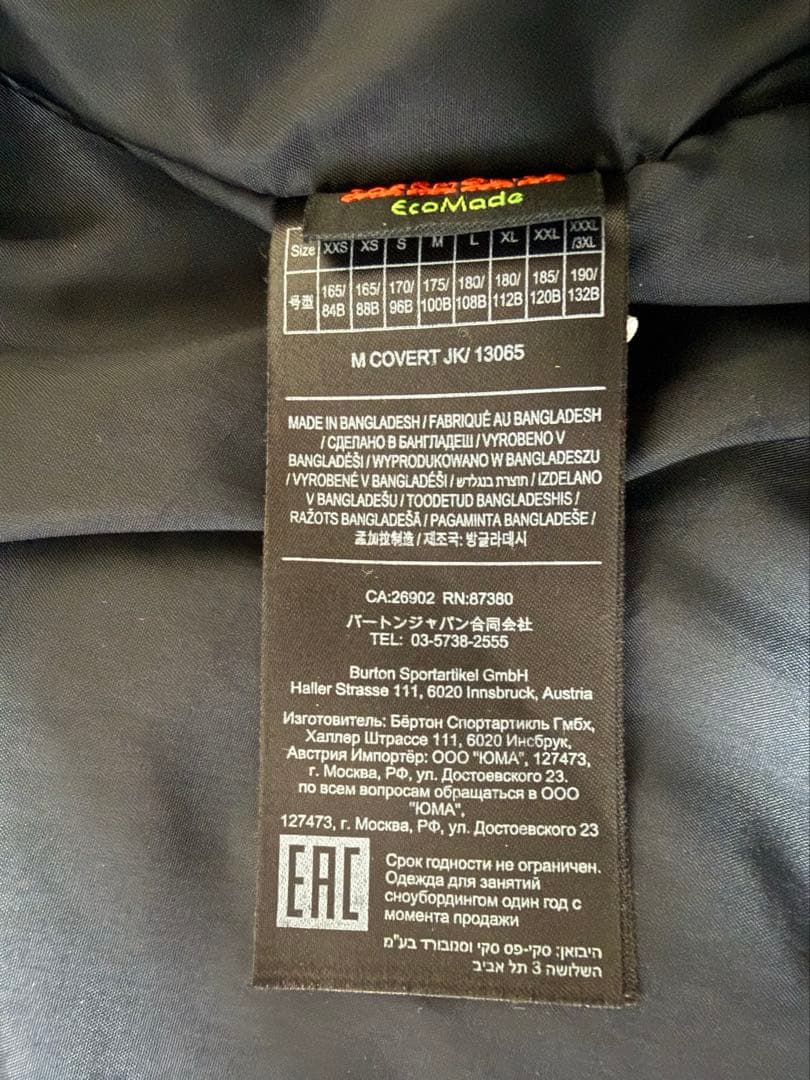 EcoMade
Size XXS XS S M L XL XXL XXXL
/3XL
号型 165/ 165/ 170/ 175/ 180/ 180/ 185/ 190/
84B 88B 96B 100B 108B 112B 120B 132B
M COVERT JK/ 13065
MADE IN BANGLADESH / FABRIQUÉ AU BANGLADESH
/ СДЕЛАНО В БАНГЛАДЕШ / VYROBENO V
BANGLADÉŠI / WYPRODUKOWANO W BANGLADESZU
/ VYROBENÉ V BANGLADÉŠI / תוצרת בנגלדש / IZDELANO
V BANGLADEŠU / TOODETUD BANGLADESHIS /
RAŽOTS BANGLADEŠĀ / PAGAMINTA BANGLADEŠE /
孟加拉制造 / 제조국: 방글라데시
CA:26902 RN:87380
バートンジャパン合同会社
TEL: 03-5738-2555
Burton Sportartikel GmbH
Haller Strasse 111, 6020 Innsbruck, Austria
Изготовитель: Бёртон Спортартикль Гмбх,
Халлер Штрассе 111, 6020 Инсбрук,
Австрия Импортёр: ООО "ЮМА", 127473,
г. Москва, РФ, ул. Достоевского 23.
по всем вопросам обращаться в ООО
"ЮМА",
127473, г. Москва, РФ, ул. Достоевского 23
EAC
Срок годности не ограничен.
Одежда для занятий
сноубордингом один год с
момента продажи
היבואן: סקי-פס סקי וסנובורד בע"מ
השלושה 3 תל אביב